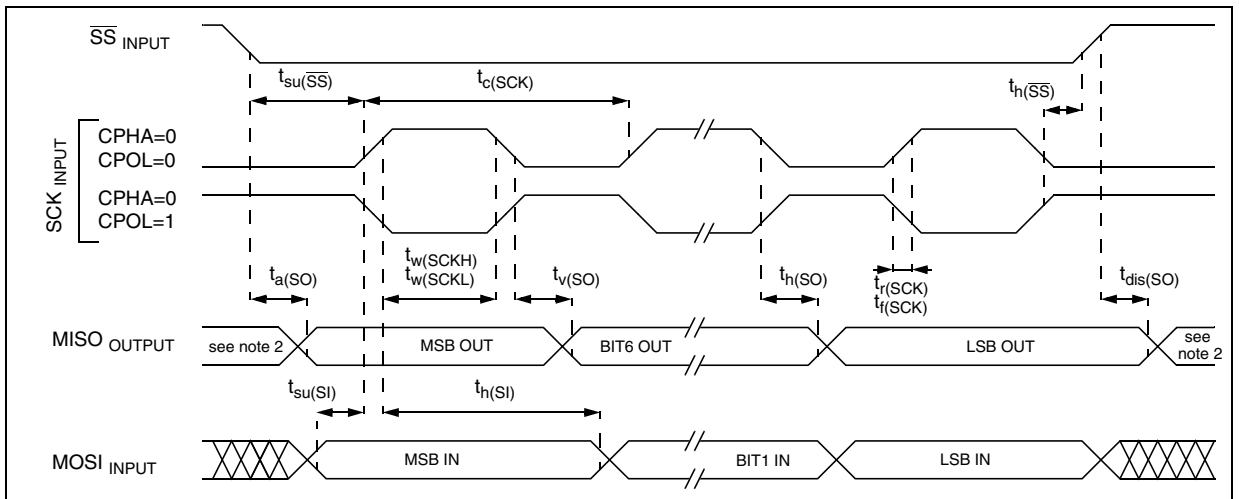 SS INPUT
tsu(SS)
tc(SCK)
th(SS)
SCK INPUT
CPHA=0
CPOL=0
CPHA=0
CPOL=1
ta(SO)
tw(SCKH)
tw(SCKL)
tv(SO)
th(SO)
tr(SCK)
tf(SCK)
tdis(SO)
MISO OUTPUT
see note 2
MSB OUT
BIT6 OUT
LSB OUT
see
note 2
tsu(SI)
th(SI)
MOSI INPUT
MSB IN
BIT1 IN
LSB IN